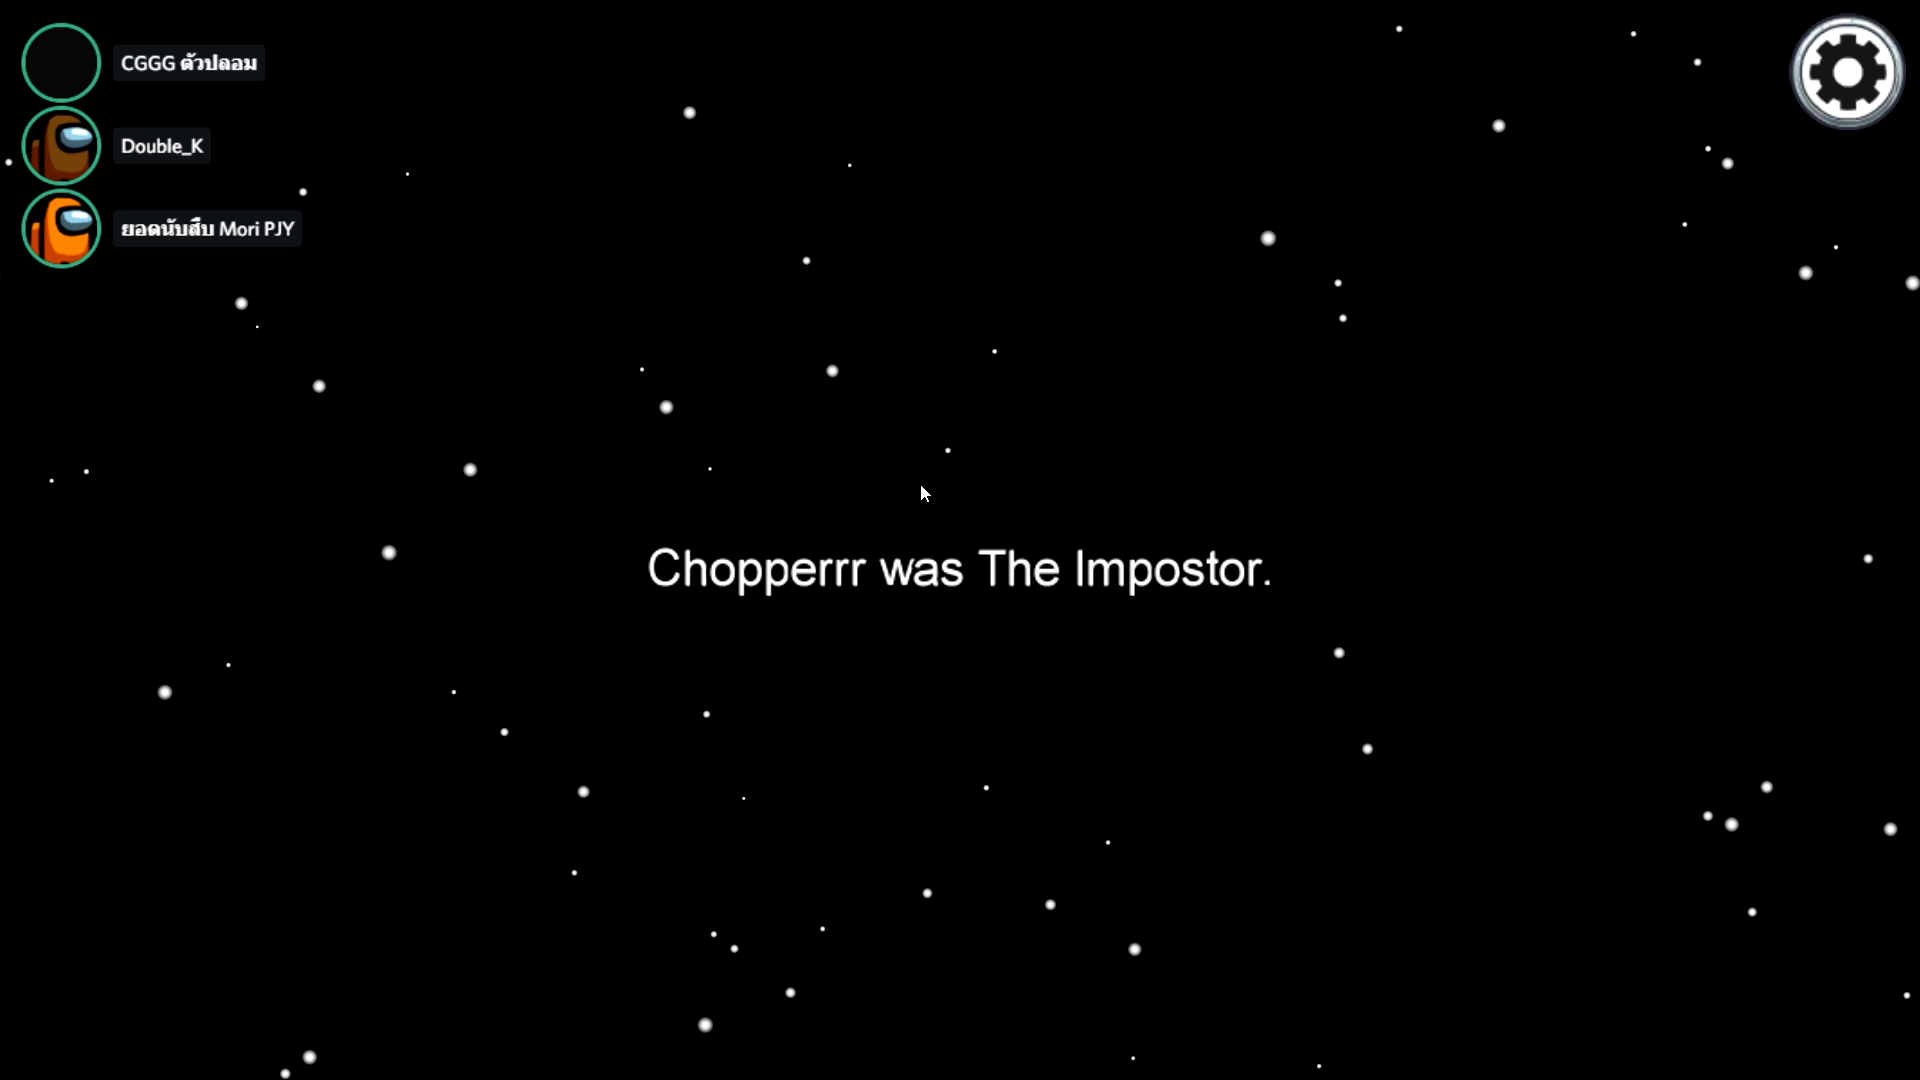 CGGG ตัวปลอม
Double_K
ยอดนับสืบ Mori PJY
Chopperrr was The Impostor.